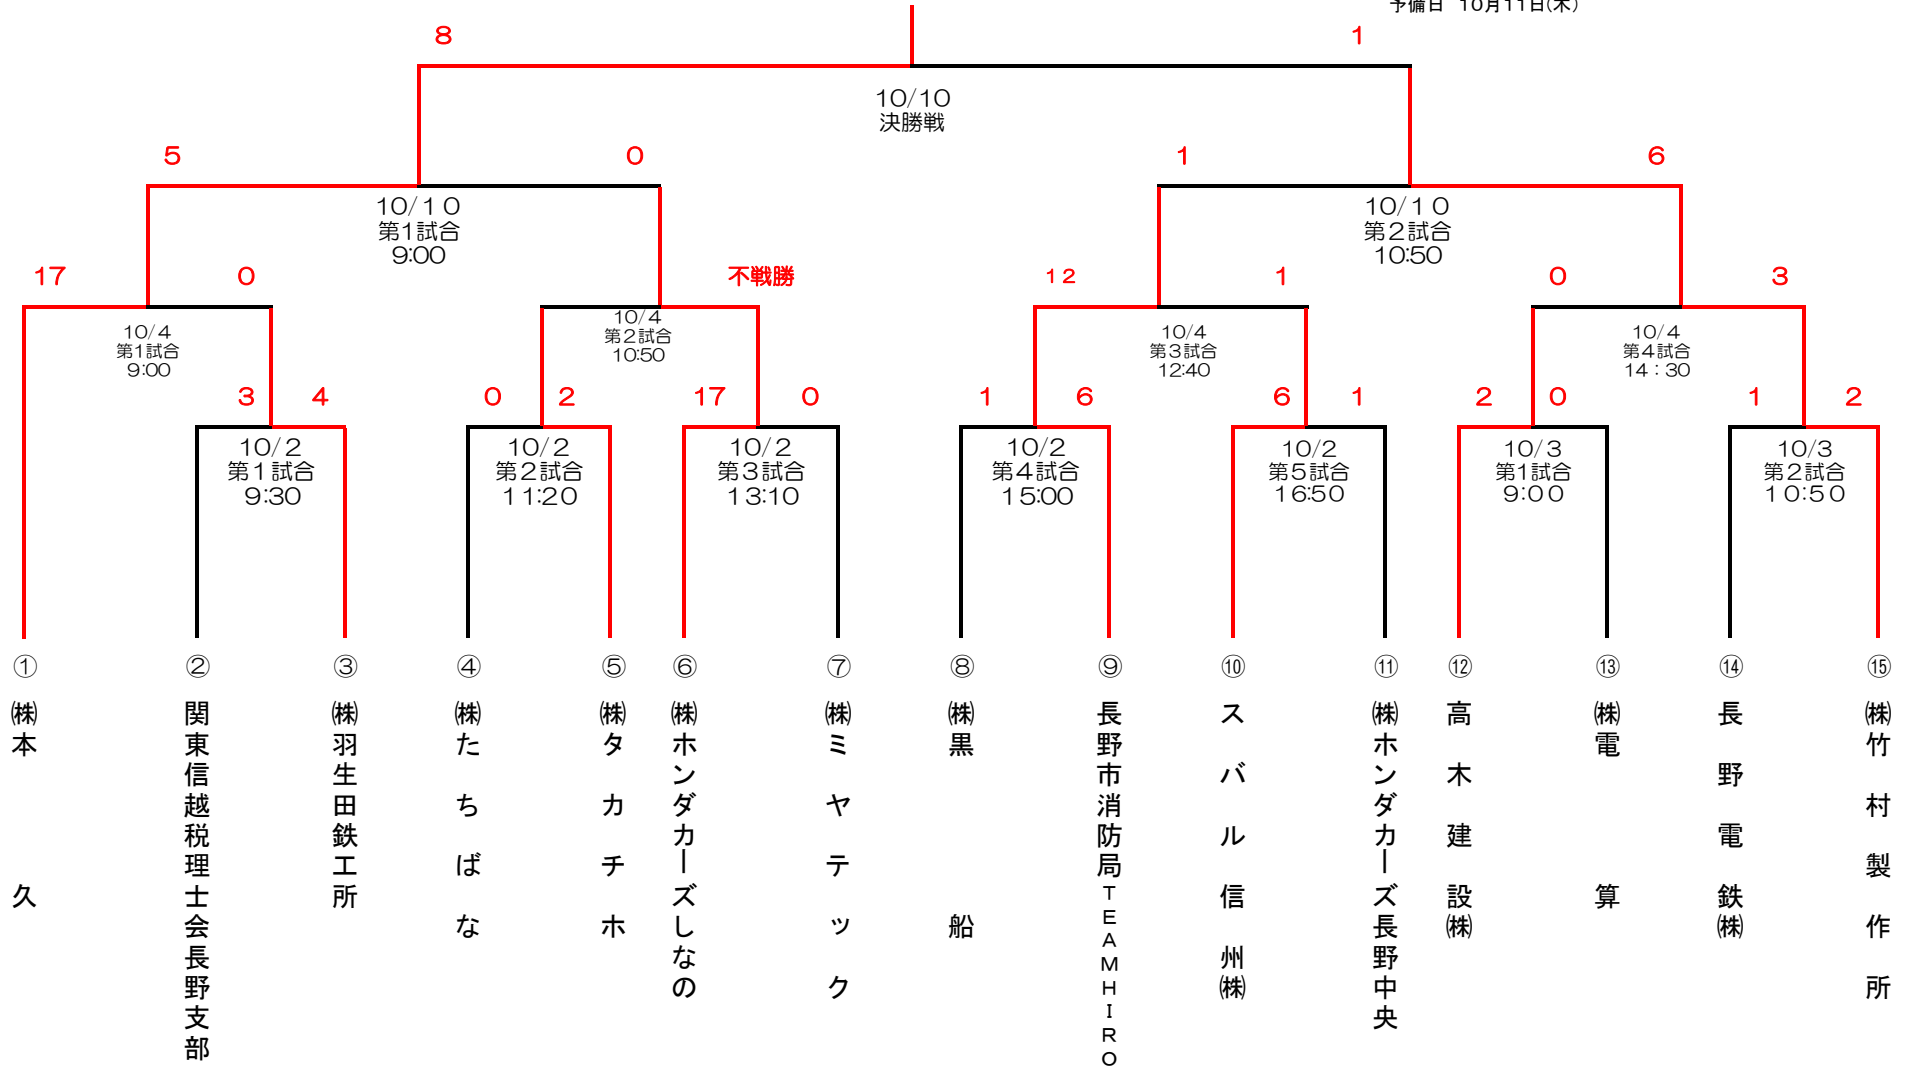 予備日 10月11日(木)
8 1
10/10
決勝戦
5 0 1 6
10/10
第1試合
9:00
10/10
第2試合
10:50
17 0 不戦勝 12 1 0 3
10/4
第1試合
9:00
10/4
第2試合
10:50
10/4
第3試合
12:40
10/4
第4試合
14:30
3 4 0 2 17 0 1 6 6 1 2 0 1 2
10/2
第1試合
9:30
10/2
第2試合
11:20
10/2
第3試合
13:10
10/2
第4試合
15:00
10/2
第5試合
16:50
10/3
第1試合
9:00
10/3
第2試合
10:50
① ㈱本久
② 関東信越税理士会長野支部
③ ㈱羽生田鉄工所
④ ㈱たちばな
⑤ ㈱タカチホ
⑥ ㈱ホンダカーズしなの
⑦ ㈱ミヤテック
⑧ ㈱黒船
⑨ 長野市消防局TEAMHIRO
⑩ スバル信州㈱
⑪ ㈱ホンダカーズ長野中央
⑫ 高木建設㈱
⑬ ㈱電算
⑭ 長野電鉄㈱
⑮ ㈱竹村製作所